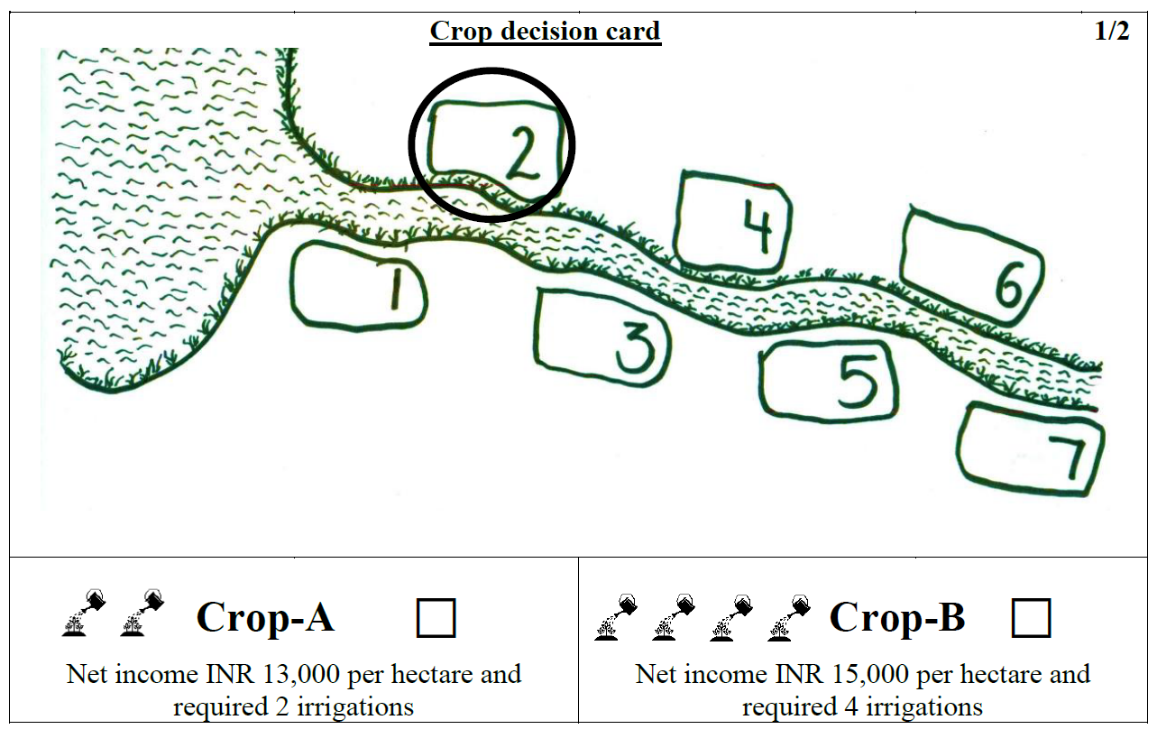 Crop decision card
1/2
2
4
6
1
3
5
7
Crop-A
Net income INR 13,000 per hectare and
required 2 irrigations
Crop-B
Net income INR 15,000 per hectare and
required 4 irrigations